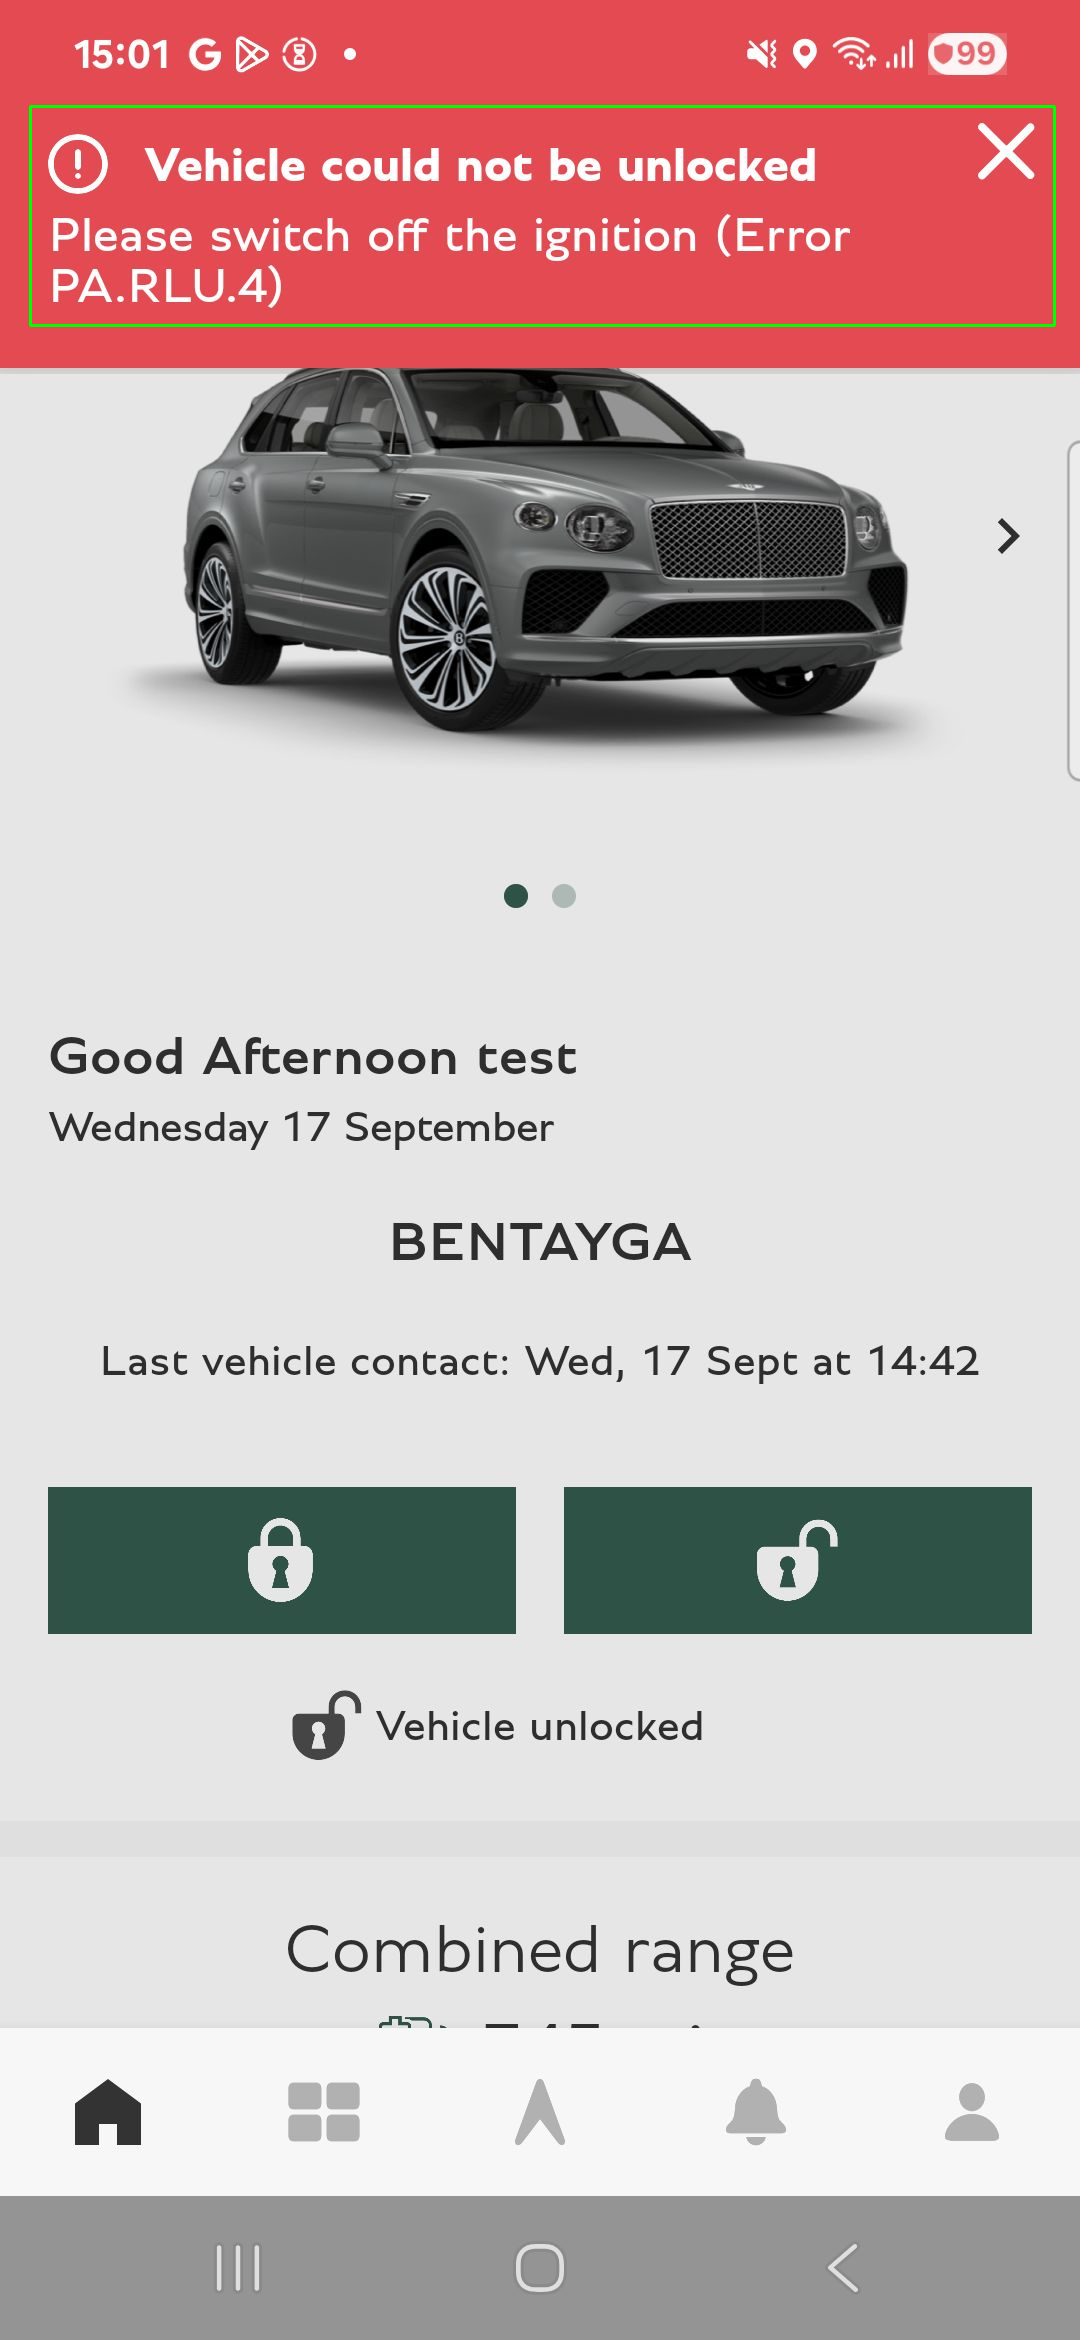 15:01
99
Vehicle could not be unlocked
Please switch off the ignition (Error
PA.RLU.4)
Good Afternoon test
Wednesday 17 September
BENTAYGA
Last vehicle contact: Wed, 17 Sept at 14:42
Vehicle unlocked
Combined range